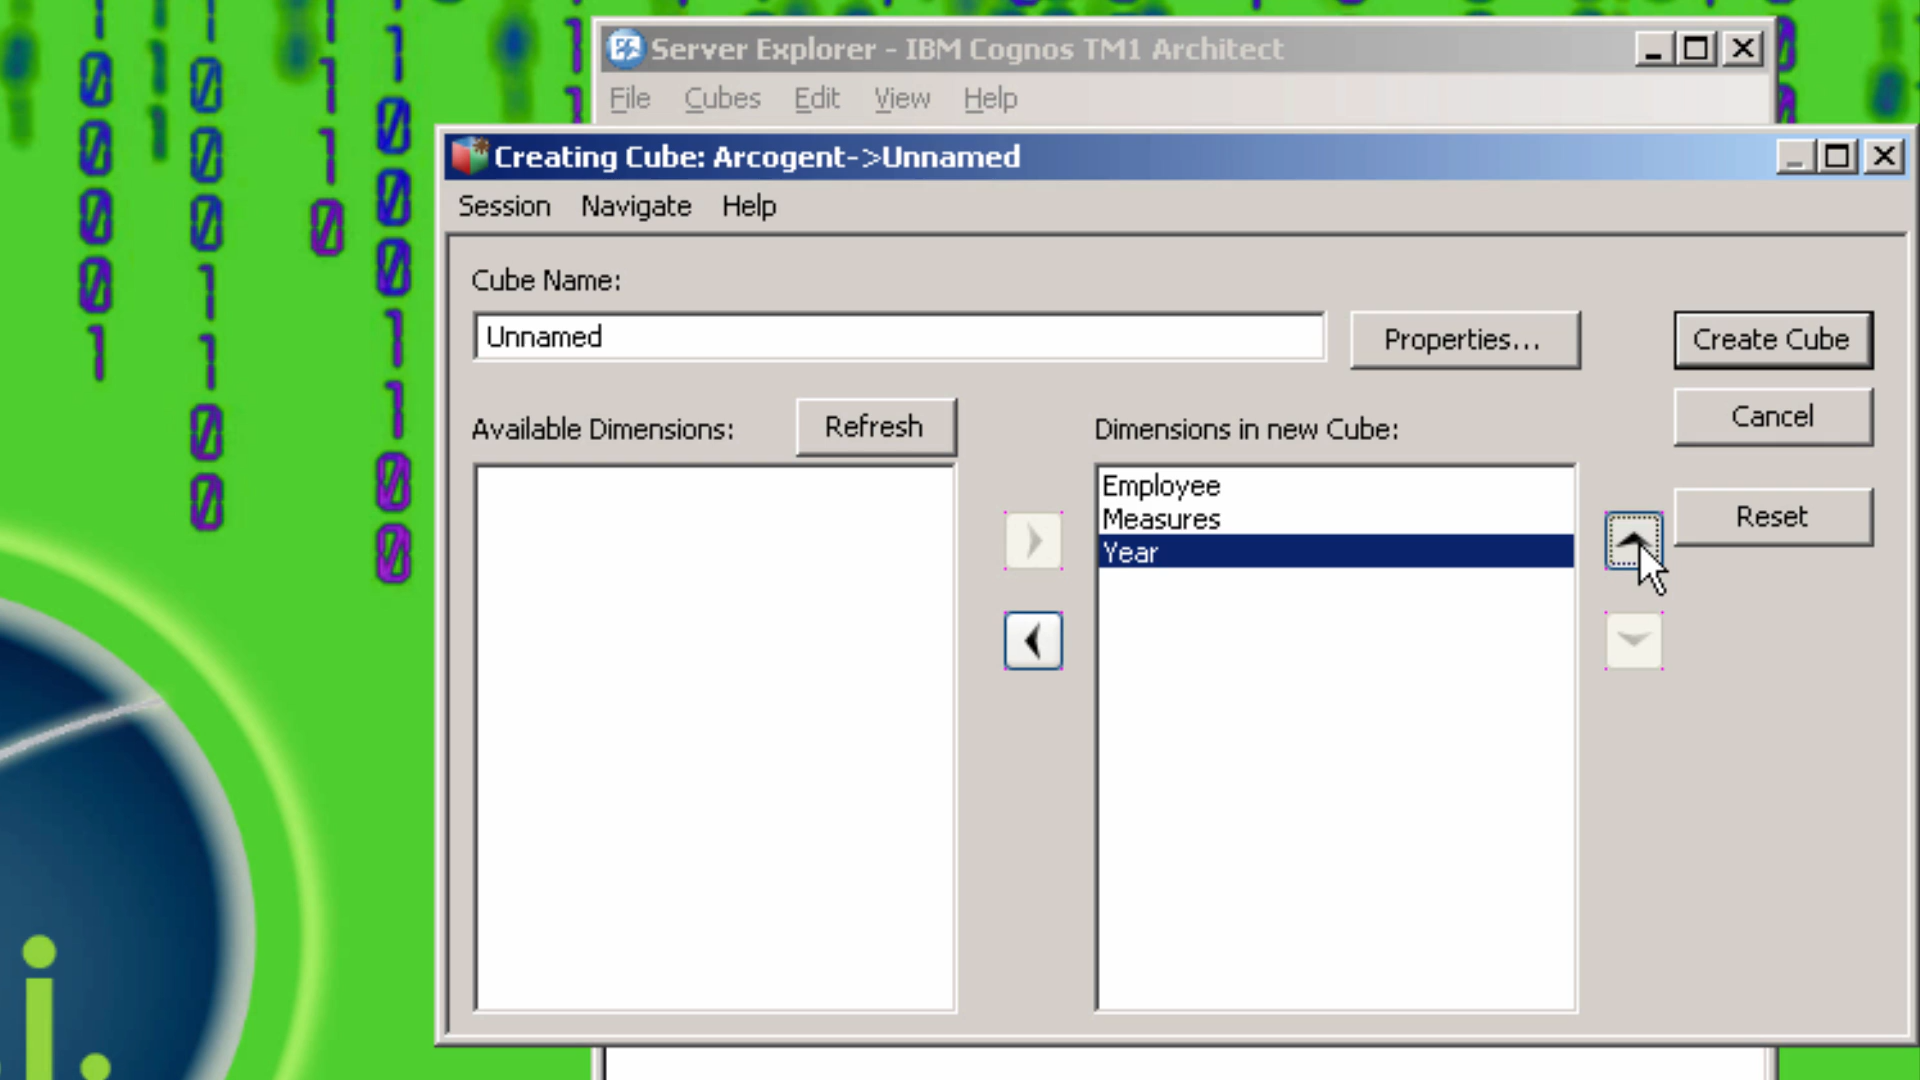 Server Explorer - IBM Cognos TM1 Architect
File Cubes Edit View Help
Creating Cube: Arcogent->Unnamed
Session Navigate Help
Cube Name:
Unnamed
Properties...
Create Cube
Available Dimensions:
Refresh
Dimensions in new Cube:
Cancel
Employee
Measures
Year
Reset